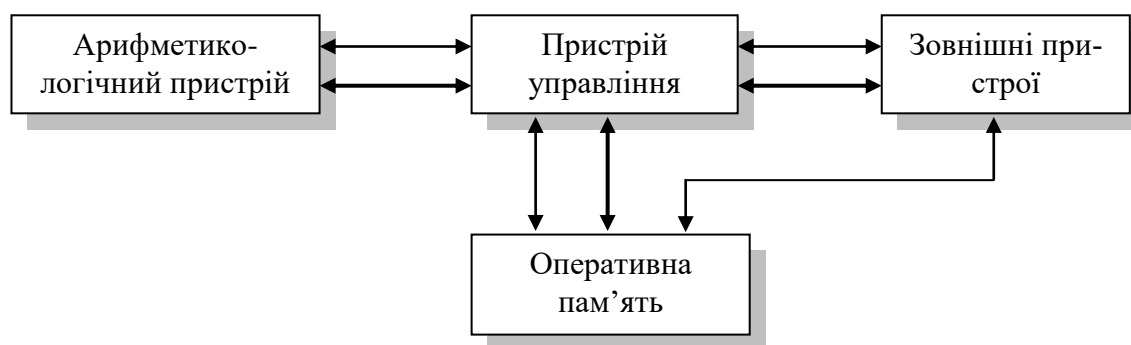 Арифметико-
логічний пристрій
Пристрій
управління
Зовнішні при-
строї
Оперативна
пам’ять